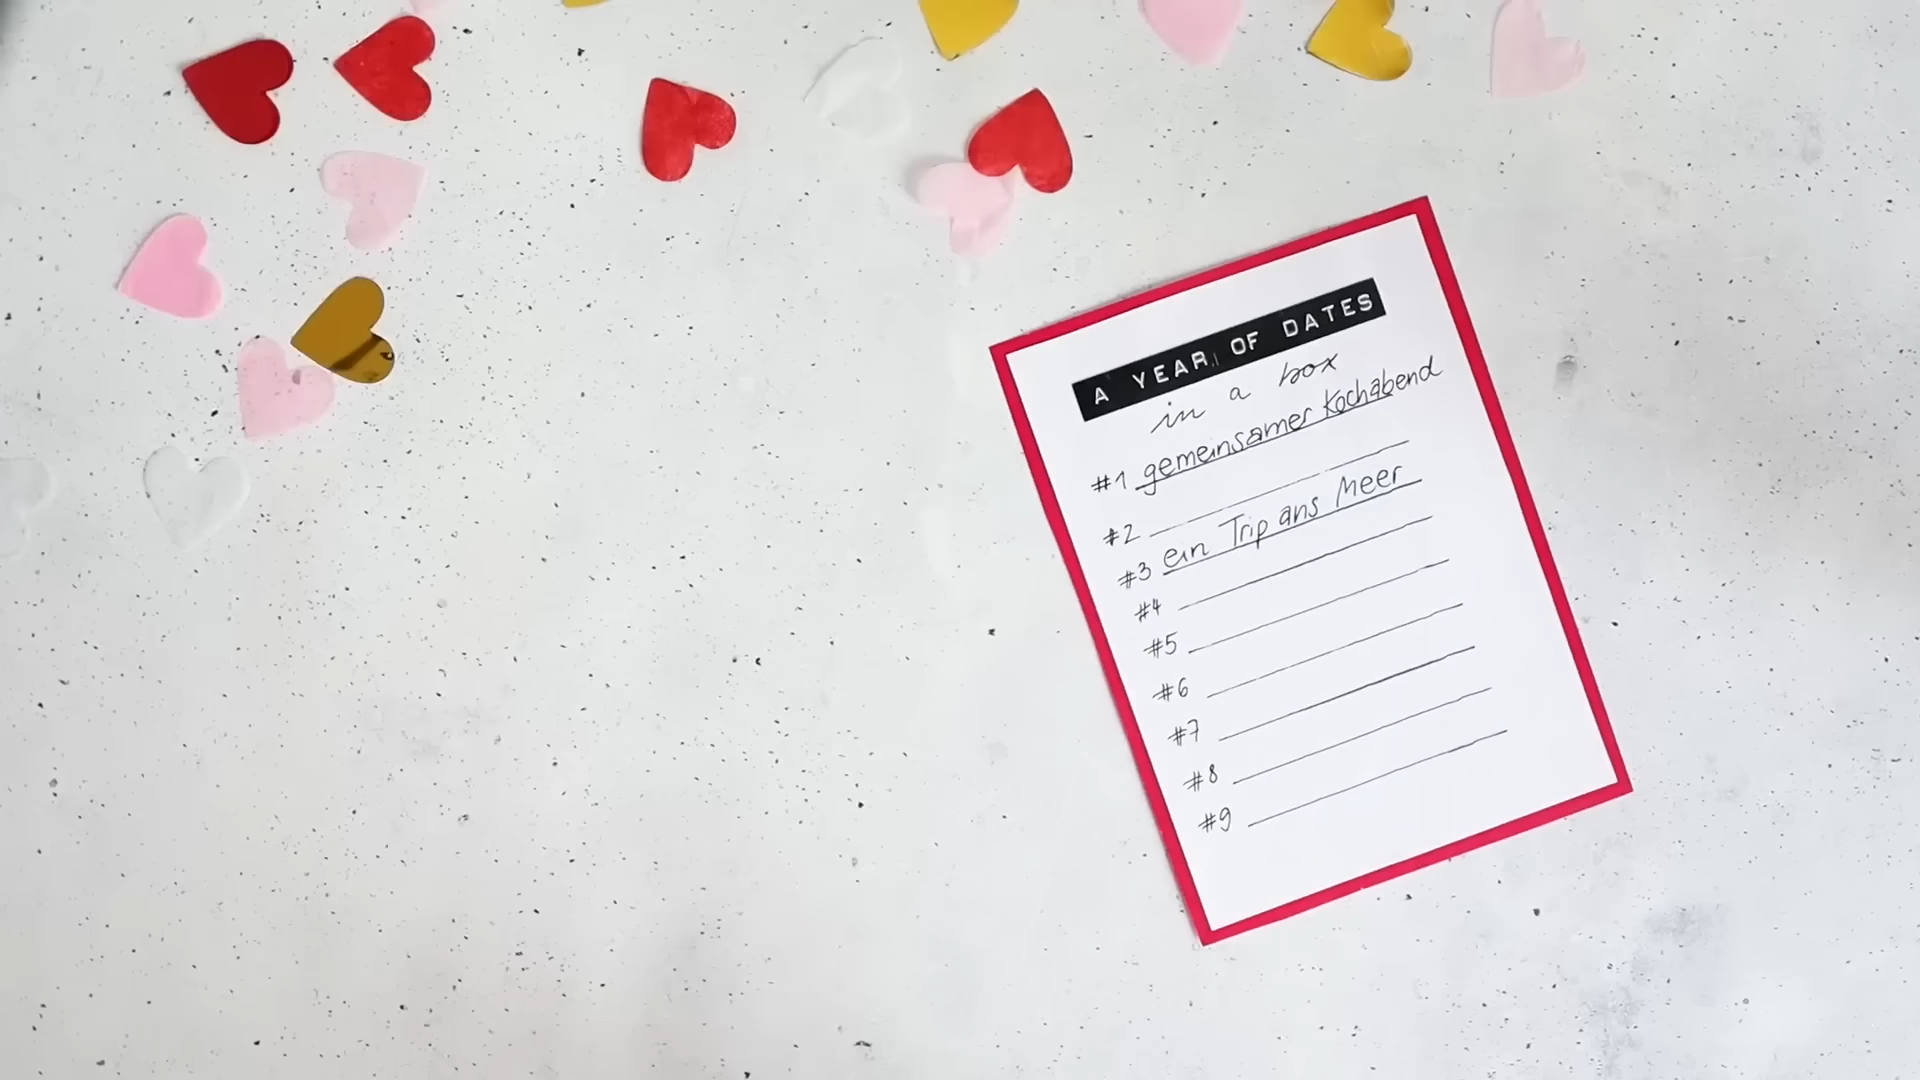 A YEAR OF DATES
in a box
#1 gemeinsamer Kochabend
#2
#3 ein Trip ans Meer
#4
#5
#6
#7
#8
#9